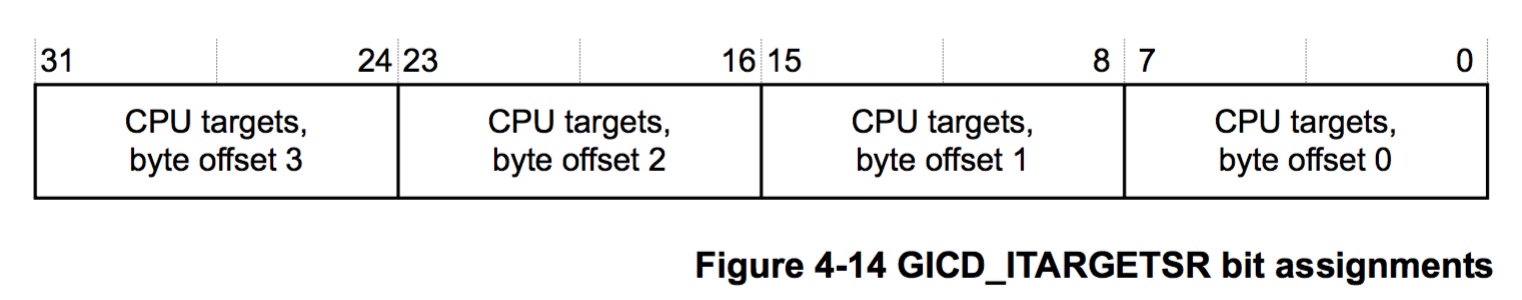 31 24 23 16 15 8 7 0
CPU targets, CPU targets, CPU targets, CPU targets,
byte offset 3 byte offset 2 byte offset 1 byte offset 0
Figure 4-14 GICD_ITARGETSR bit assignments